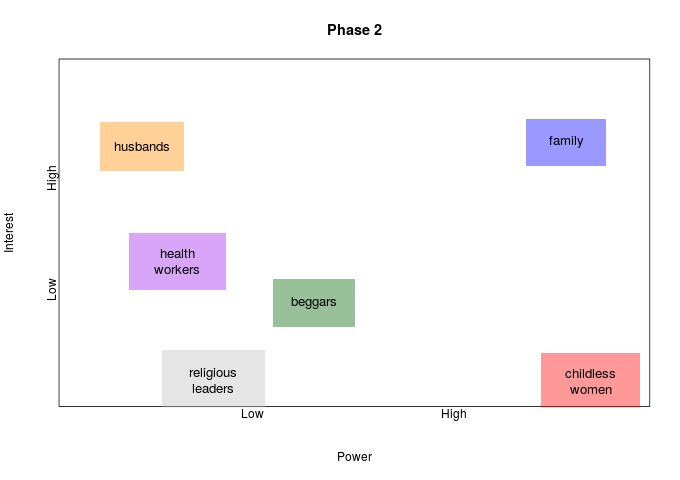 Phase 2
husbands
family
High
Interest
health
workers
Low
beggars
religious
leaders
childless
women
Low
High
Power